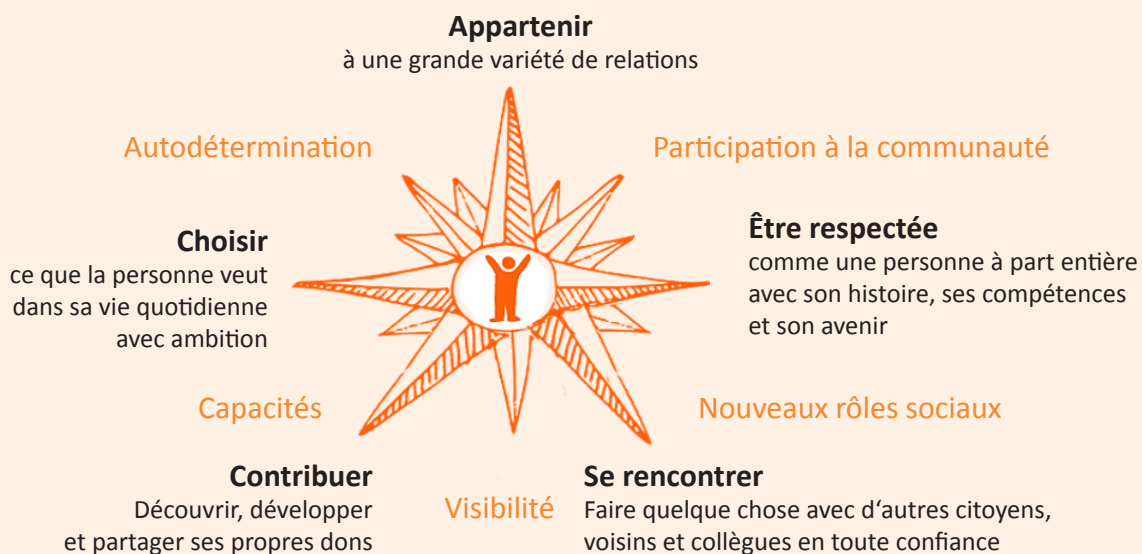 Appartenir
à une grande variété de relations
Autodétermination
Participation à la communauté
Choisir
ce que la personne veut
dans sa vie quotidienne
avec ambition
Être respectée
comme une personne à part entière
avec son histoire, ses compétences
et son avenir
Capacités
Nouveaux rôles sociaux
Contribuer
Découvrir, développer
et partager ses propres dons
Visibilité
Se rencontrer
Faire quelque chose avec d‘autres citoyens,
voisins et collègues en toute confiance